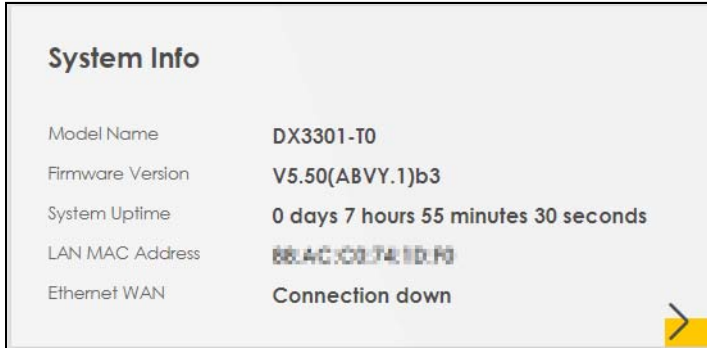 System Info
Model Name DX3301-T0
Firmware Version V5.50(ABVY.1)b3
System Uptime 0 days 7 hours 55 minutes 30 seconds
LAN MAC Address
Ethernet WAN Connection down